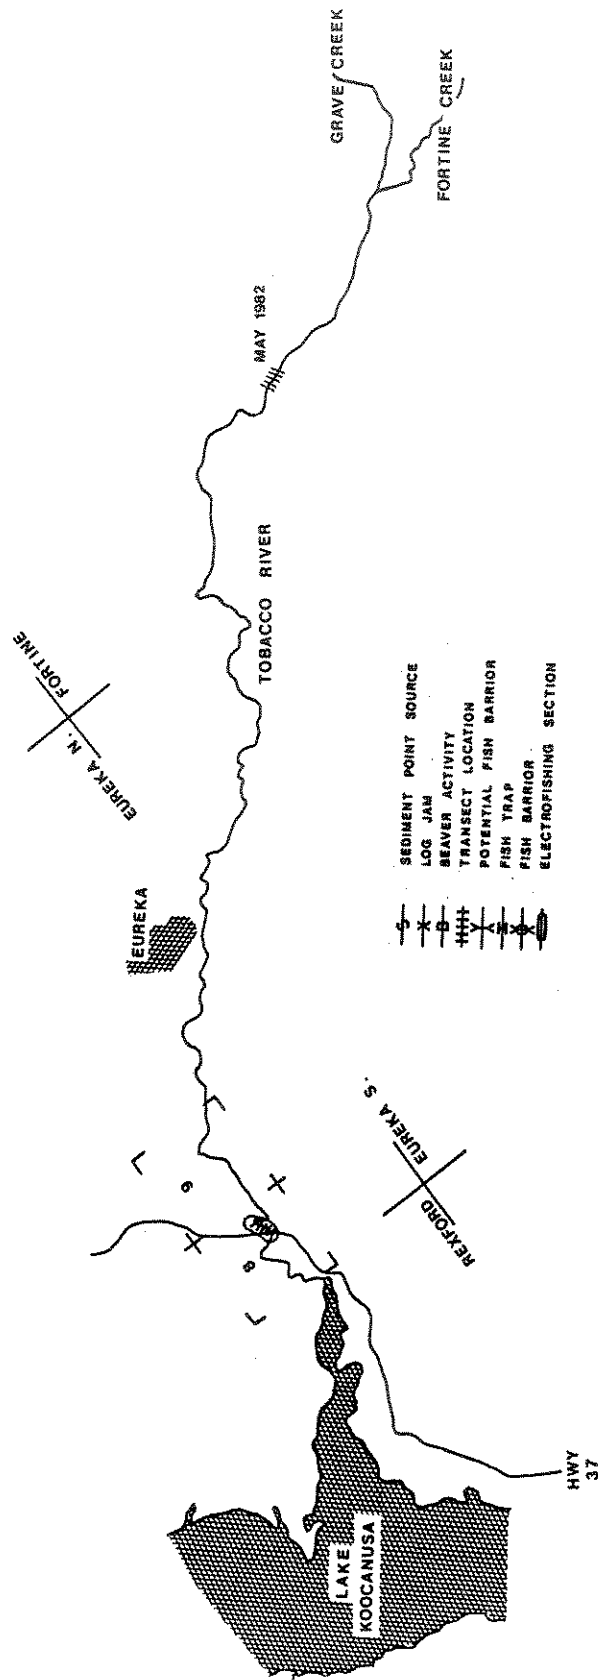 LAKE
KOOCANUSA
HWY
37
8
9
REXFORD
EUREKA S.
EUREKA
EUREKA N.
FORTINE
TOBACCO RIVER
MAY 1982
GRAVE CREEK
FORTINE CREEK
S SEDIMENT POINT SOURCE
X LOG JAM
B BEAVER ACTIVITY
TRANSECT LOCATION
POTENTIAL FISH BARRIER
FISH TRAP
FISH BARRIER
ELECTROFISHING SECTION